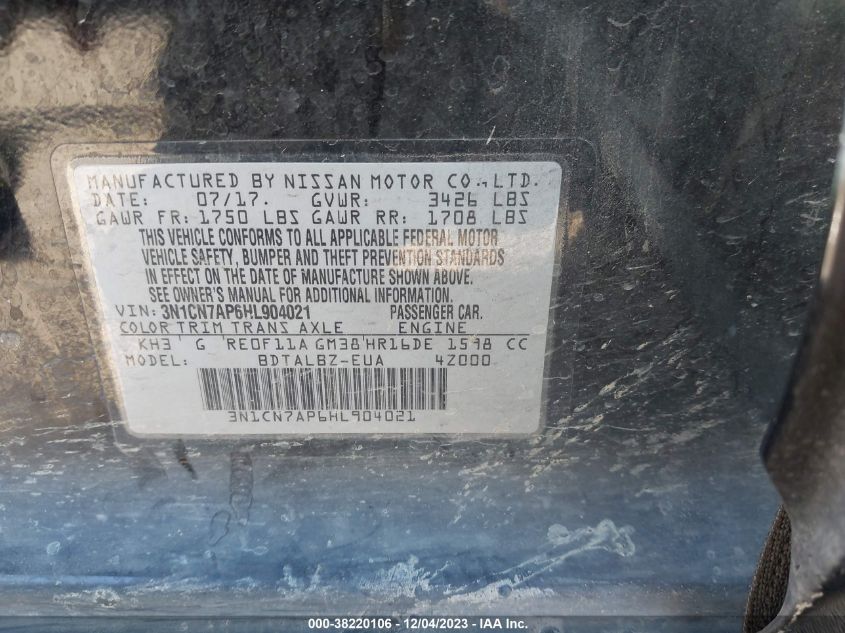 MANUFACTURED BY NISSAN MOTOR CO., LTD.
DATE: 07/17. GVWR: 3426 LBS
GAWR FR: 1750 LBS GAWR RR: 1708 LBS
THIS VEHICLE CONFORMS TO ALL APPLICABLE FEDERAL MOTOR
VEHICLE SAFETY, BUMPER AND THEFT PREVENTION STANDARDS
IN EFFECT ON THE DATE OF MANUFACTURE SHOWN ABOVE.
SEE OWNER'S MANUAL FOR ADDITIONAL INFORMATION.
VIN: 3N1CN7AP6HL904021 PASSENGER CAR.
COLOR TRIM TRANS AXLE ENGINE
KH3 G RE0F11A GM38 HR16DE 1598 CC
MODEL: BDTALBZ-EUA 4Z000
3N1CN7AP6HL904021
000-38220106 - 12/04/2023 - IAA Inc.